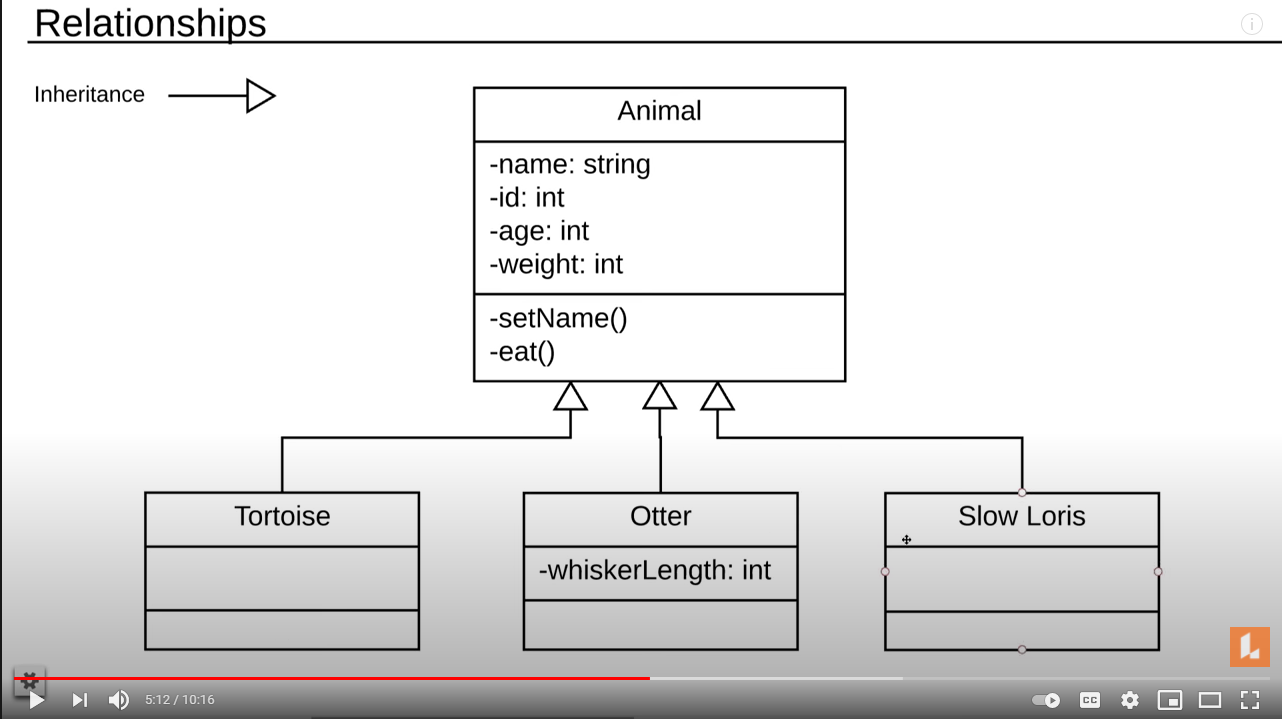 Relationships
Inheritance
Animal
-name: string
-id: int
-age: int
-weight: int
-setName()
-eat()
Tortoise
Otter
Slow Loris
-whiskerLength: int
5:12 / 10:16
CC